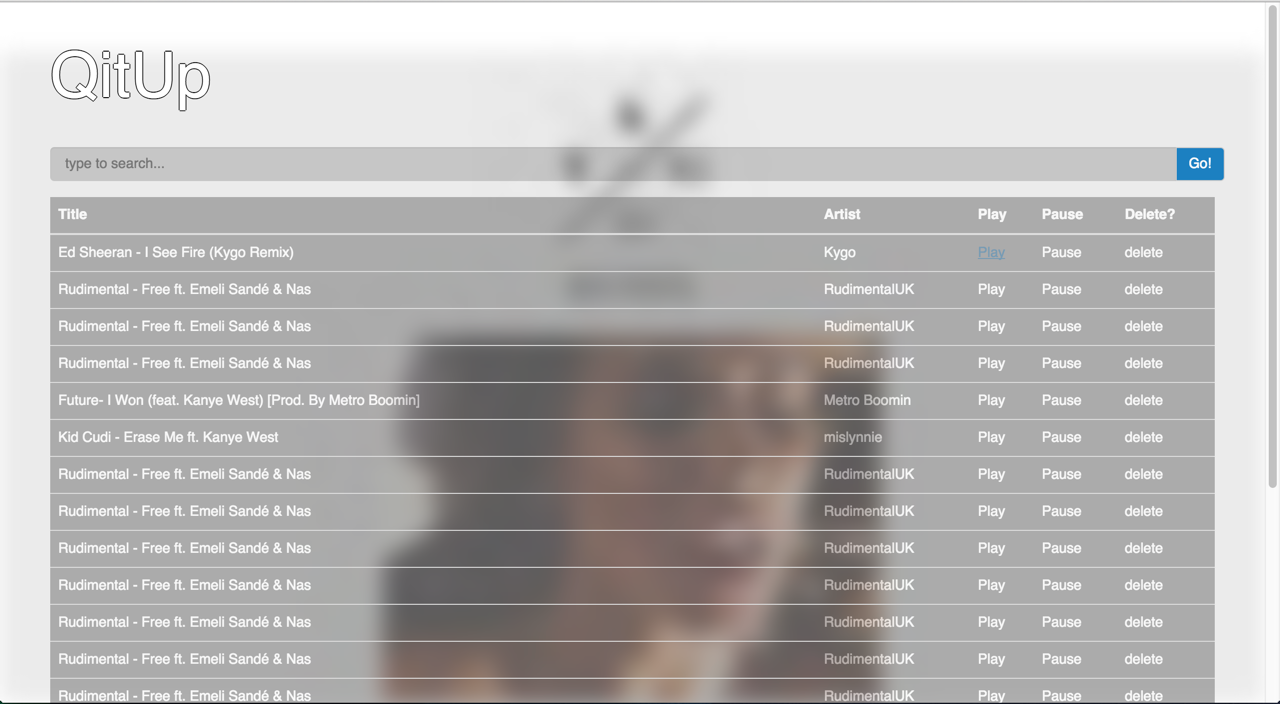 QitUp
type to search...
Go!
Title Artist Play Pause Delete?
Ed Sheeran - I See Fire (Kygo Remix) Kygo Play Pause delete
Rudimental - Free ft. Emeli Sandé & Nas RudimentalUK Play Pause delete
Rudimental - Free ft. Emeli Sandé & Nas RudimentalUK Play Pause delete
Rudimental - Free ft. Emeli Sandé & Nas RudimentalUK Play Pause delete
Future- I Won (feat. Kanye West) [Prod. By Metro Boomin] Metro Boomin Play Pause delete
Kid Cudi - Erase Me ft. Kanye West mislynnie Play Pause delete
Rudimental - Free ft. Emeli Sandé & Nas RudimentalUK Play Pause delete
Rudimental - Free ft. Emeli Sandé & Nas RudimentalUK Play Pause delete
Rudimental - Free ft. Emeli Sandé & Nas RudimentalUK Play Pause delete
Rudimental - Free ft. Emeli Sandé & Nas RudimentalUK Play Pause delete
Rudimental - Free ft. Emeli Sandé & Nas RudimentalUK Play Pause delete
Rudimental - Free ft. Emeli Sandé & Nas RudimentalUK Play Pause delete
Rudimental - Free ft. Emeli Sandé & Nas RudimentalUK Play Pause delete